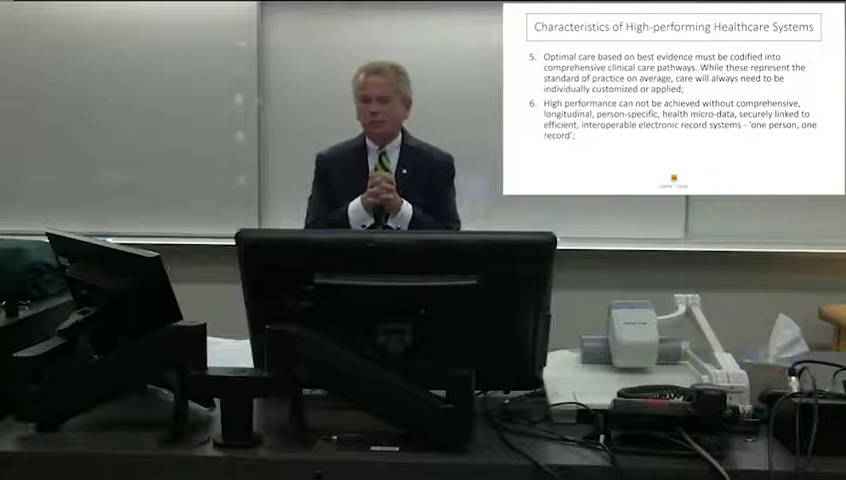 Characteristics of High-performing Healthcare Systems
5. Optimal care based on best evidence must be codified into
comprehensive clinical care pathways. While these represent the
standard of practice on average, care will always need to be
individually customized or applied;
6. High performance can not be achieved without comprehensive,
longitudinal, person-specific, health micro-data, securely linked to
efficient, interoperable electronic record systems - 'one person, one
record';